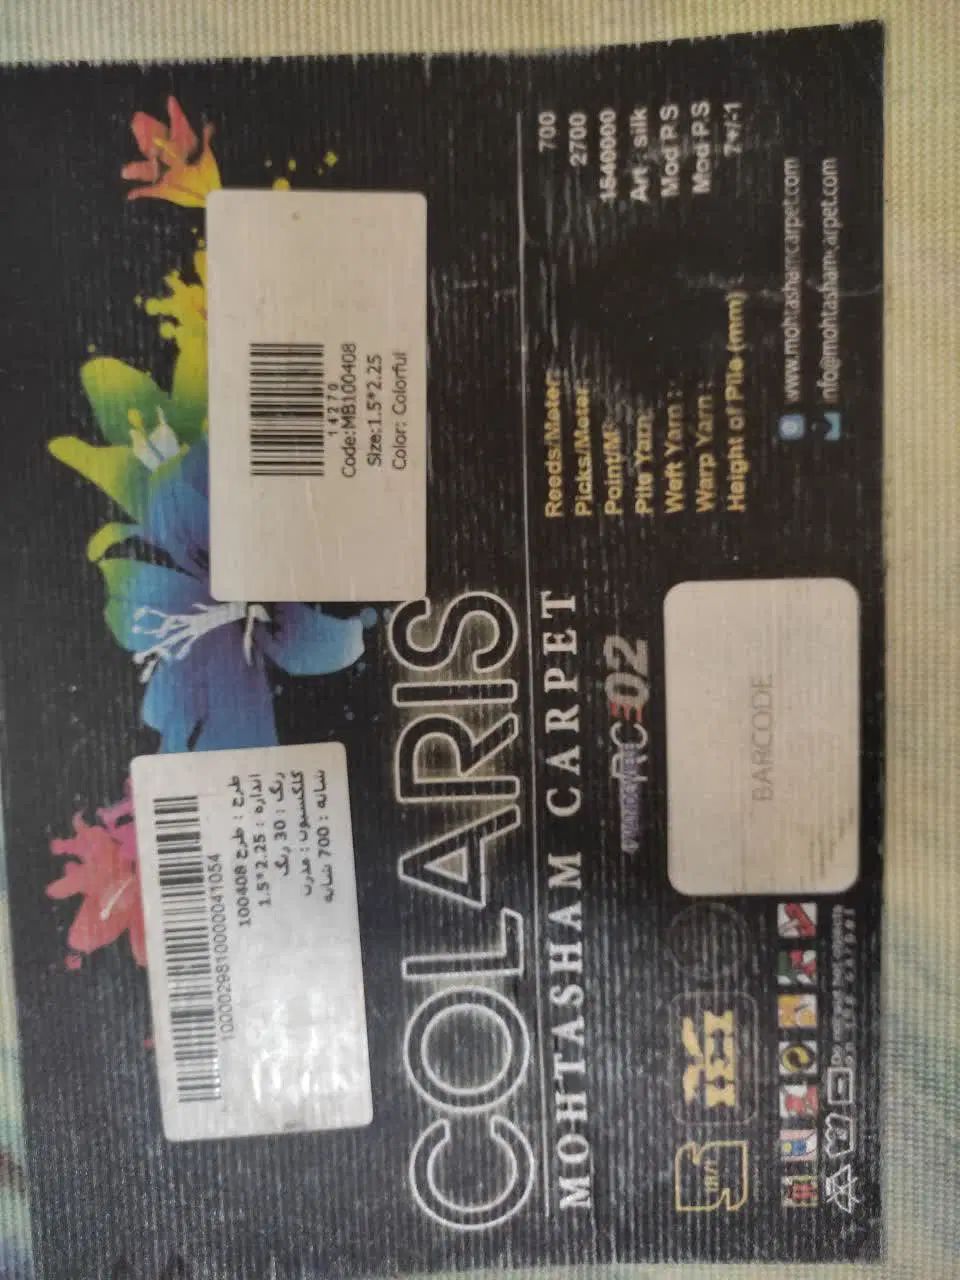 14270
Code:MB100408
Size:1.5*2.25
Color: Colorful
10000298100000041054
طرح : طرح 100408
اندازه : 2.25*1.5
رنگ : 30 رنگ
کلکسیون : مدرن
شانه : 700 شانه
COLARIS
MOHTASHAM CARPET
Reeds/Meter: 700
Picks/Meter: 2700
Point/M²: 1540000
Pile Yarn: Art . silk
Weft Yarn : Mod P.S
Warp Yarn : Mod P.S
Height of Pile (mm): 7+/-1
www.mohtashamcarpet.com
info@mohtashamcarpet.com
BARCODE